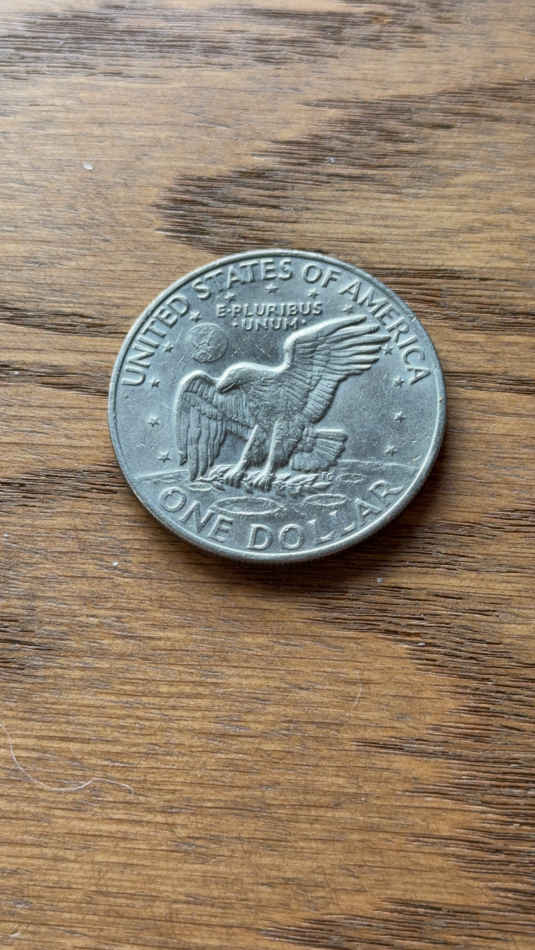 UNITED STATES OF AMERICA
E·PLURIBUS
·UNUM·
ONE DOLLAR